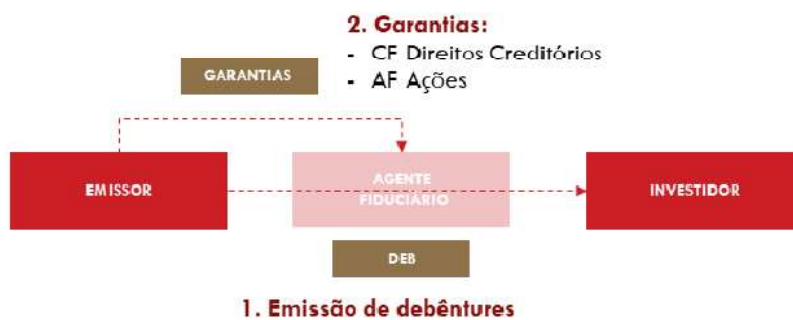 2. Garantias:
- CF Direitos Creditórios
- AF Ações
GARANTIAS
EMISSOR
AGENTE
FIDUCIÁRIO
INVESTIDOR
DEB
1. Emissão de debêntures